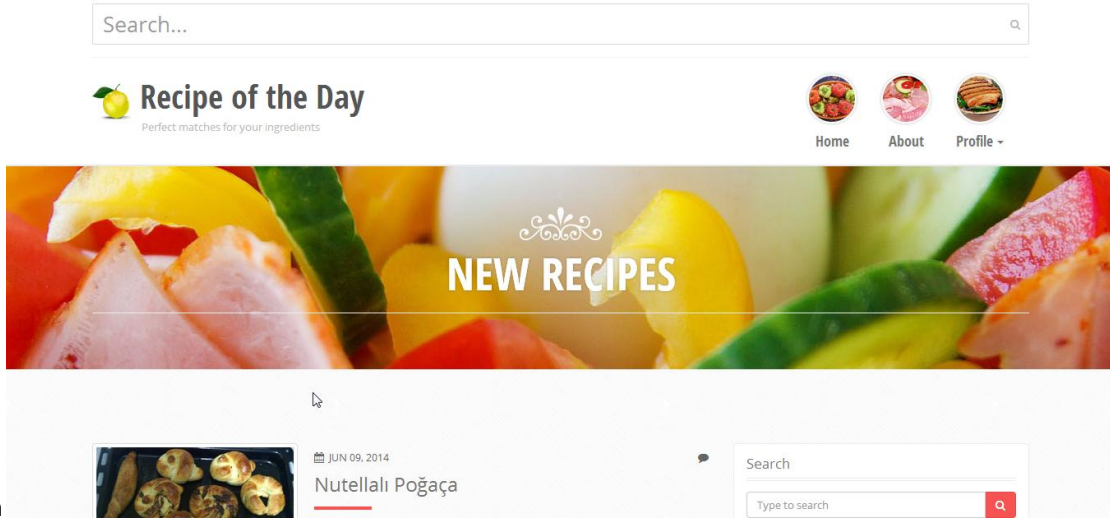 Search...
Recipe of the Day
Perfect matches for your ingredients
Home About Profile
NEW RECIPES
JUN 09, 2014
Nutellalı Poğaça
Search
Type to search